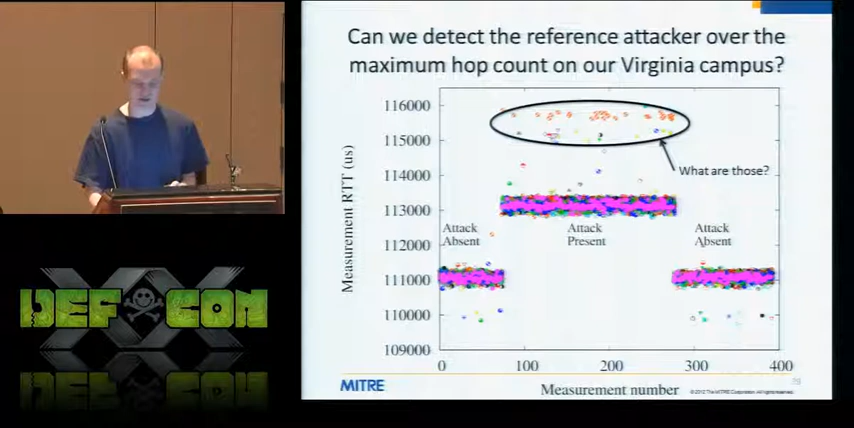 Can we detect the reference attacker over the
maximum hop count on our Virginia campus?
116000
115000
114000
113000
112000
111000
110000
109000
Measurement RTT (us)
What are those?
Attack
Absent
Attack
Present
Attack
Absent
0
100
200
300
400
Measurement number
MITRE
DEF CON
XX